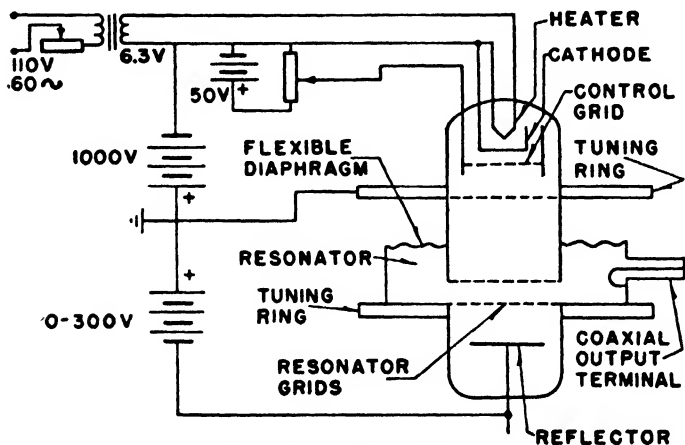 HEATER
CATHODE
CONTROL
GRID
110V
.60~
6.3V
50V
+
1000V
+
FLEXIBLE
DIAPHRAGM
TUNING
RING
RESONATOR
+
0-300V
TUNING
RING
RESONATOR
GRIDS
COAXIAL
OUTPUT
TERMINAL
REFLECTOR